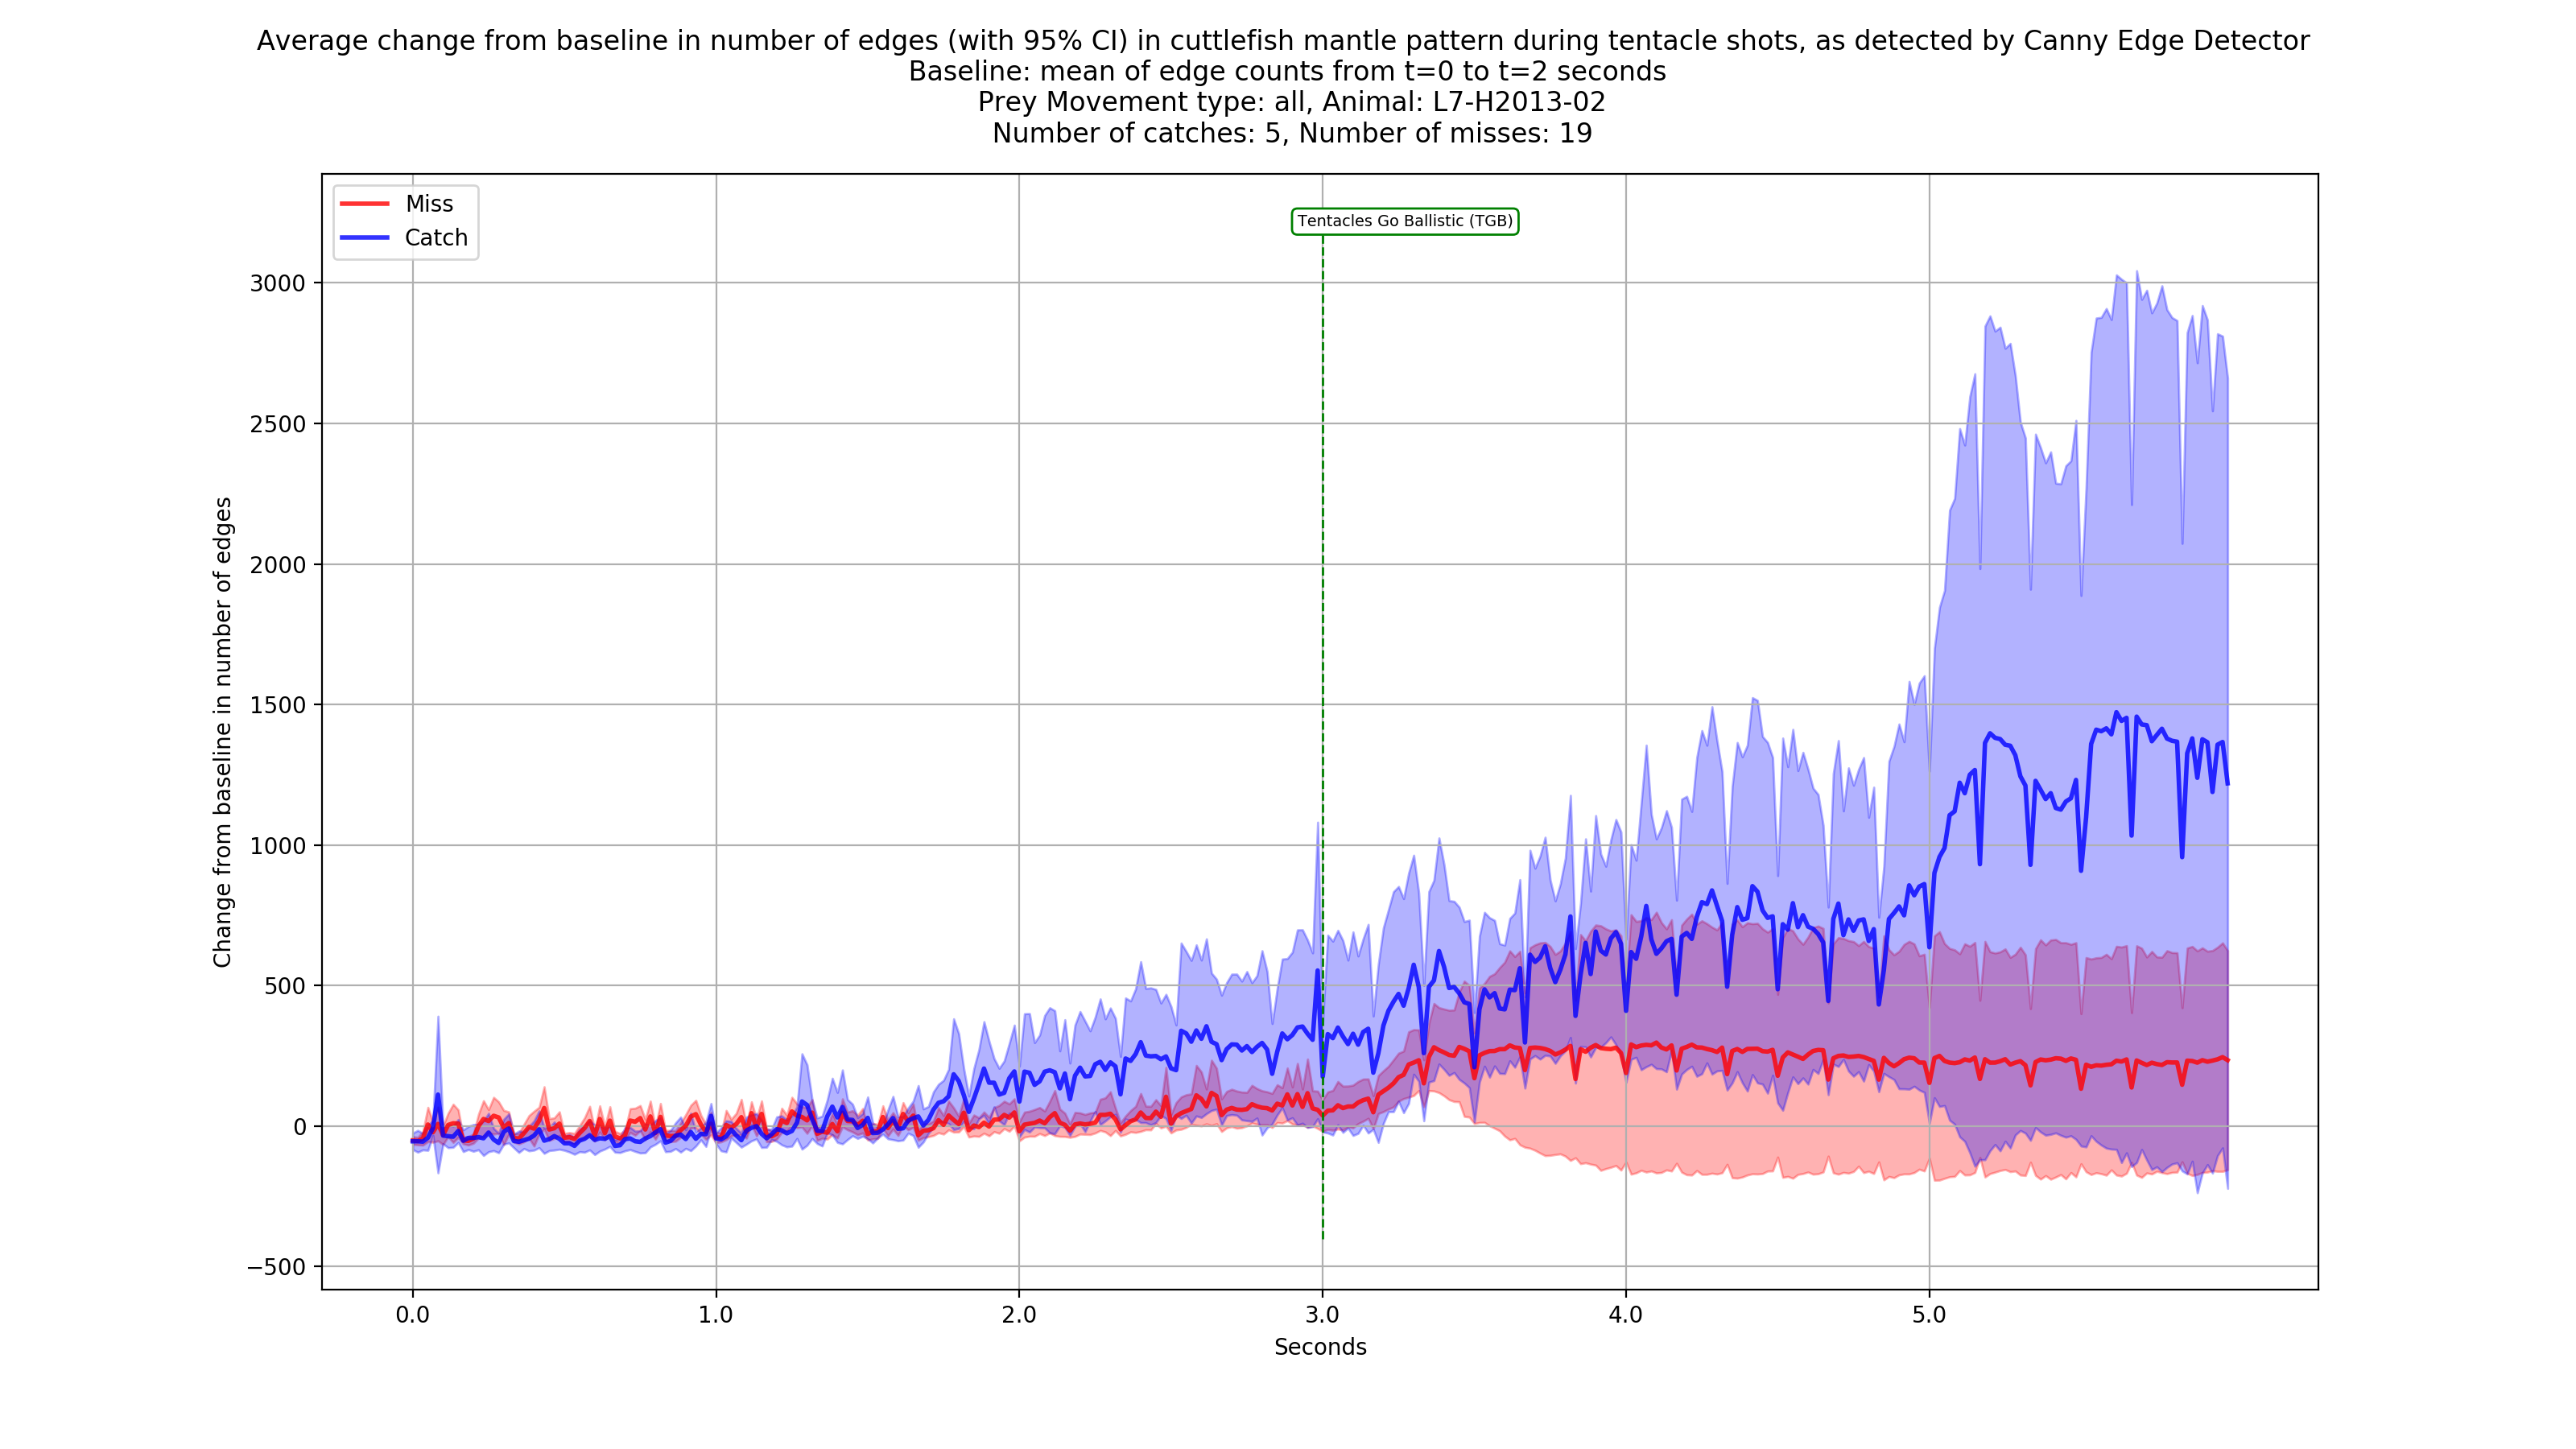 Average change from baseline in number of edges (with 95% CI) in cuttlefish mantle pattern during tentacle shots, as detected by Canny Edge Detector
Baseline: mean of edge counts from t=0 to t=2 seconds
Prey Movement type: all, Animal: L7-H2013-02
Number of catches: 5, Number of misses: 19
Miss
Catch
Tentacles Go Ballistic (TGB)
3000
2500
2000
1500
1000
500
0
−500
Change from baseline in number of edges
0.0 1.0 2.0 3.0 4.0 5.0
Seconds